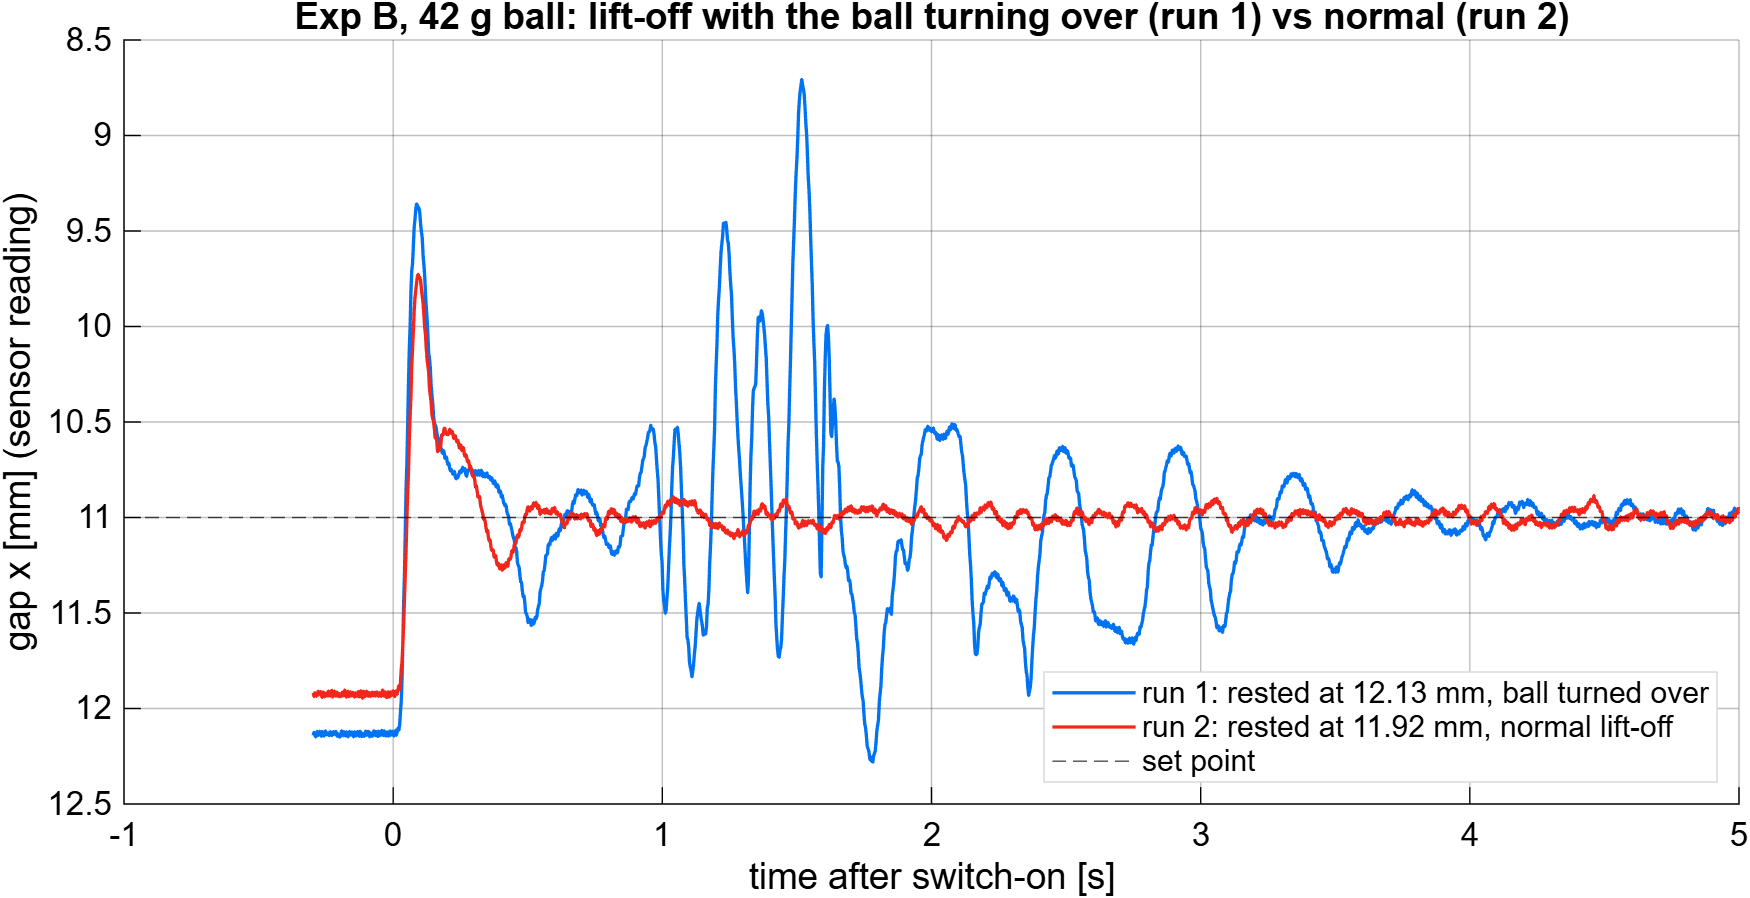 Exp B, 42 g ball: lift-off with the ball turning over (run 1) vs normal (run 2)
8.5
9
9.5
10
10.5
11
11.5
12
12.5
gap x [mm] (sensor reading)
run 1: rested at 12.13 mm, ball turned over
run 2: rested at 11.92 mm, normal lift-off
set point
-1 0 1 2 3 4 5
time after switch-on [s]